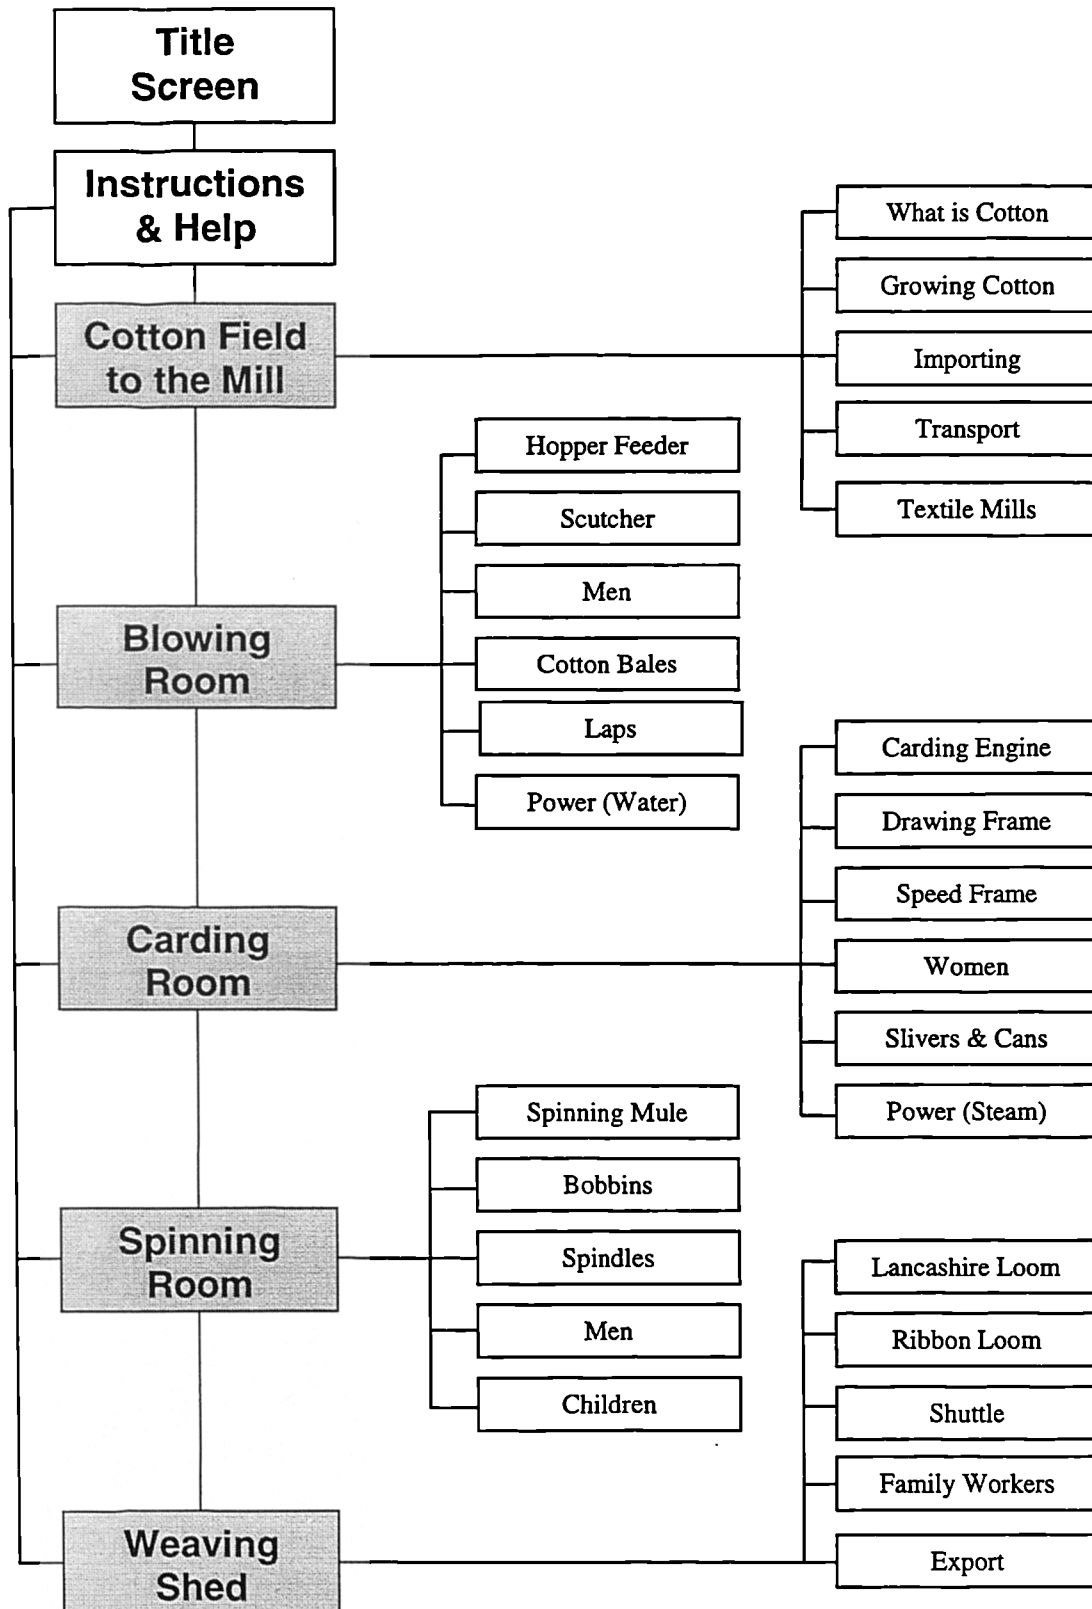 Title
Screen
Instructions
& Help
Cotton Field
to the Mill
What is Cotton
Growing Cotton
Importing
Transport
Textile Mills
Blowing
Room
Hopper Feeder
Scutcher
Men
Cotton Bales
Laps
Power (Water)
Carding
Room
Carding Engine
Drawing Frame
Speed Frame
Women
Slivers & Cans
Power (Steam)
Spinning
Room
Spinning Mule
Bobbins
Spindles
Men
Children
Weaving
Shed
Lancashire Loom
Ribbon Loom
Shuttle
Family Workers
Export